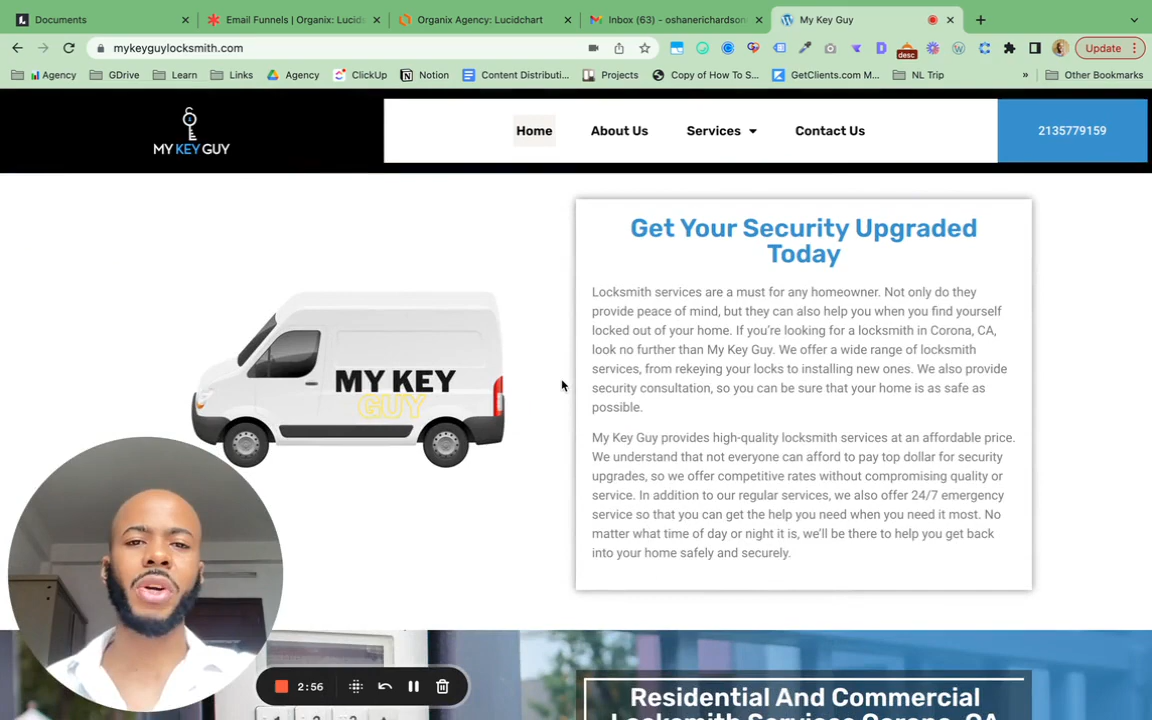 Documents
Email Funnels | Organix: Lucids
Organix Agency: Lucidchart
Inbox (63) - oshanerichardson
My Key Guy
mykeyguylocksmith.com
desc
Update
Agency
GDrive
Learn
Links
Agency
ClickUp
Notion
Content Distributi...
Projects
Copy of How To S...
GetClients.com M...
NL Trip
»
Other Bookmarks
MY KEY GUY
Home
About Us
Services
Contact Us
2135779159
MY KEY
GUY
Get Your Security Upgraded
Today
Locksmith services are a must for any homeowner. Not only do they
provide peace of mind, but they can also help you when you find yourself
locked out of your home. If you're looking for a locksmith in Corona, CA,
look no further than My Key Guy. We offer a wide range of locksmith
services, from rekeying your locks to installing new ones. We also provide
security consultation, so you can be sure that your home is as safe as
possible.
My Key Guy provides high-quality locksmith services at an affordable price.
We understand that not everyone can afford to pay top dollar for security
upgrades, so we offer competitive rates without compromising quality or
service. In addition to our regular services, we also offer 24/7 emergency
service so that you can get the help you need when you need it most. No
matter what time of day or night it is, we'll be there to help you get back
into your home safely and securely.
2:56
Residential And Commercial
Locksmith Services Corona, CA